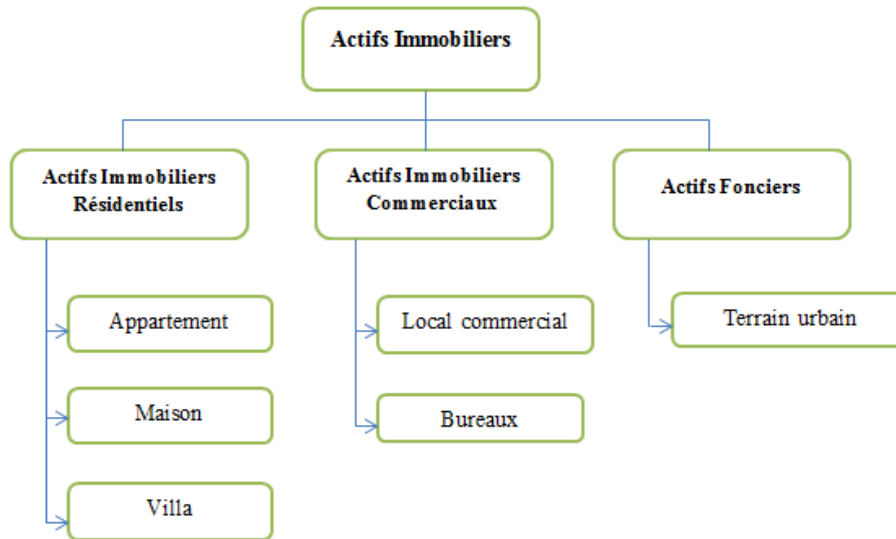 Actifs Immobiliers
Actifs Immobiliers
Résidentiels
Actifs Immobiliers
Commerciaux
Actifs Fonciers
Appartement
Maison
Villa
Local commercial
Bureaux
Terrain urbain